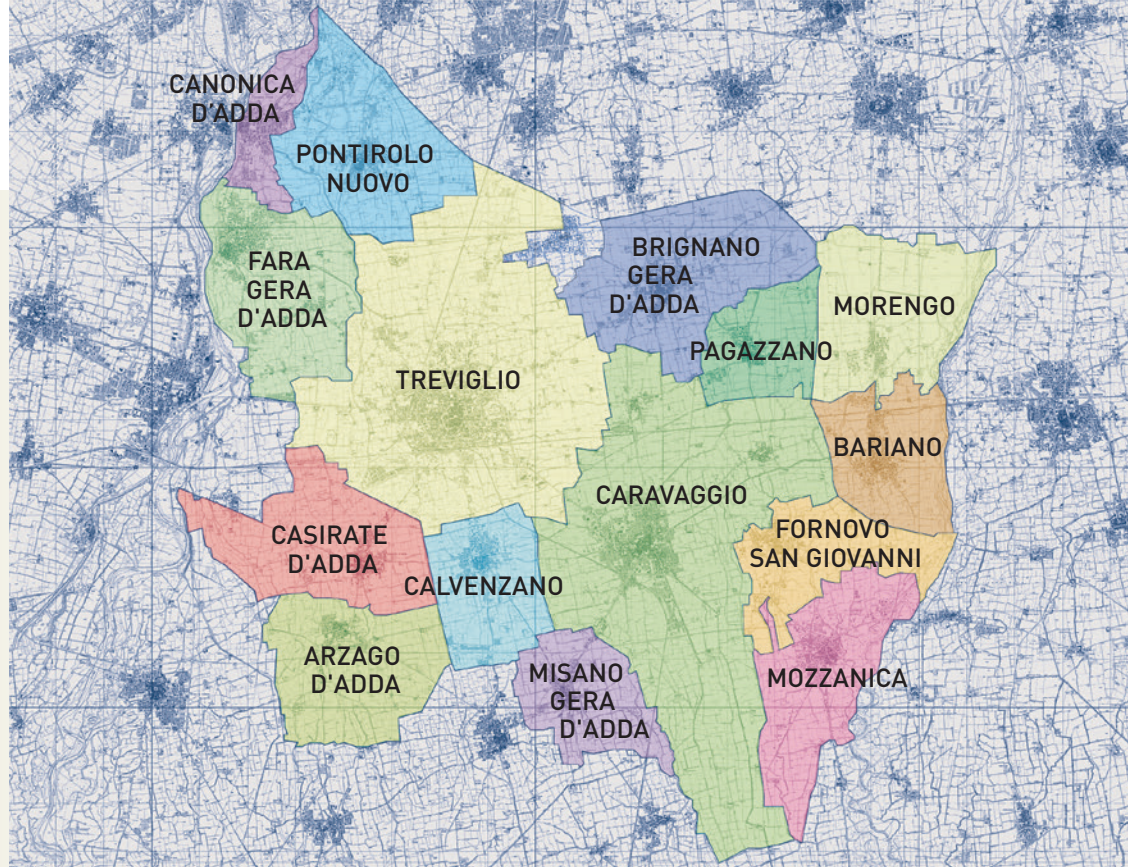 CANONICA
D'ADDA
PONTIROLO
NUOVO
FARA
GERA
D'ADDA
BRIGNANO
GERA
D'ADDA
MORENGO
PAGAZZANO
TREVIGLIO
BARIANO
CARAVAGGIO
CASIRATE
D'ADDA
FORNOVO
SAN GIOVANNI
CALVENZANO
ARZAGO
D'ADDA
MISANO
GERA
D'ADDA
MOZZANICA